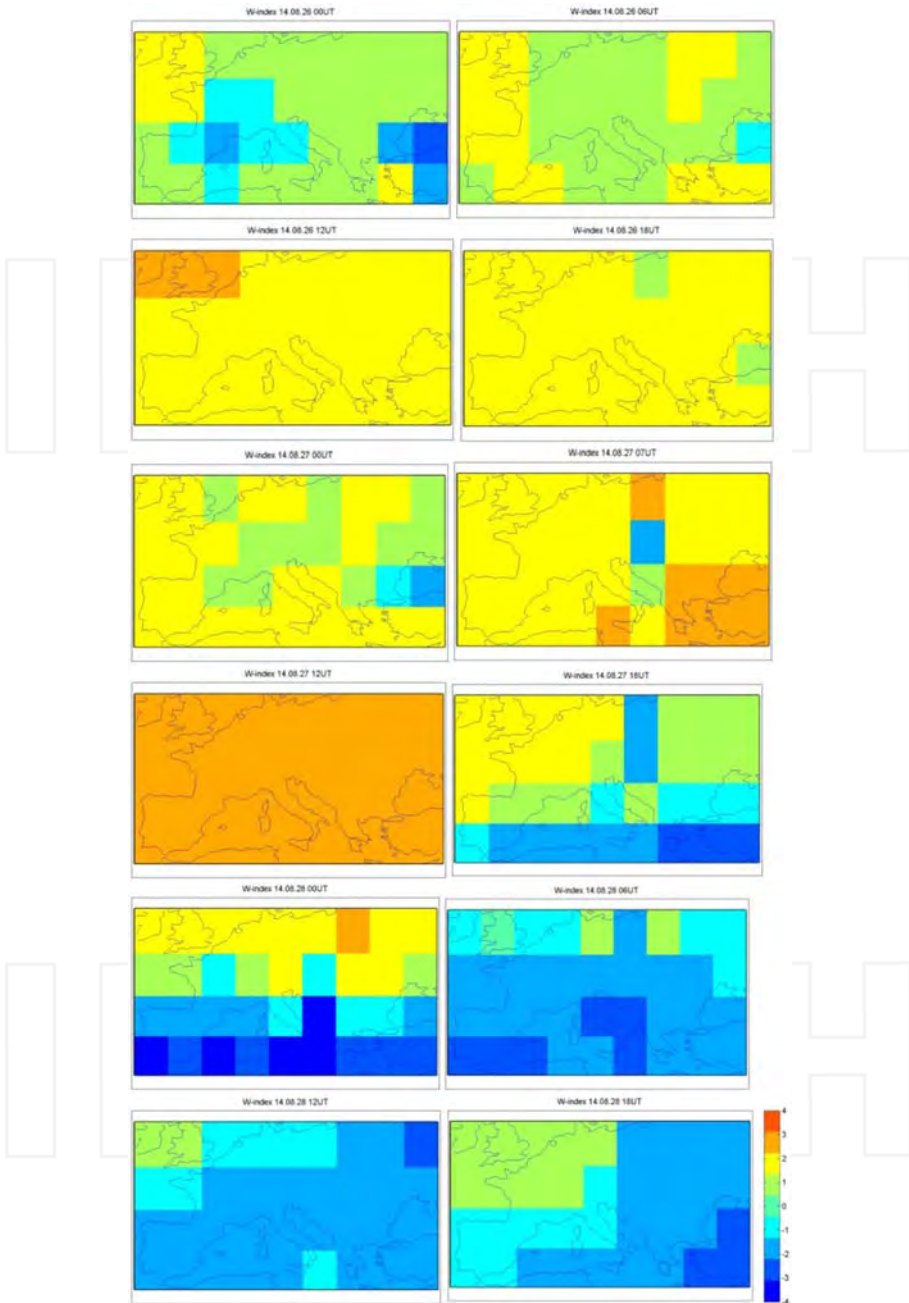 W-index 14.08.26 00UT
W-index 14.08.26 06UT
W-index 14.08.26 12UT
W-index 14.08.26 18UT
W-index 14.08.27 00UT
W-index 14.08.27 07UT
W-index 14.08.27 12UT
W-index 14.08.27 18UT
W-index 14.08.28 00UT
W-index 14.08.28 06UT
W-index 14.08.28 12UT
W-index 14.08.28 18UT
4
3
2
1
-1
-2
-3
-4